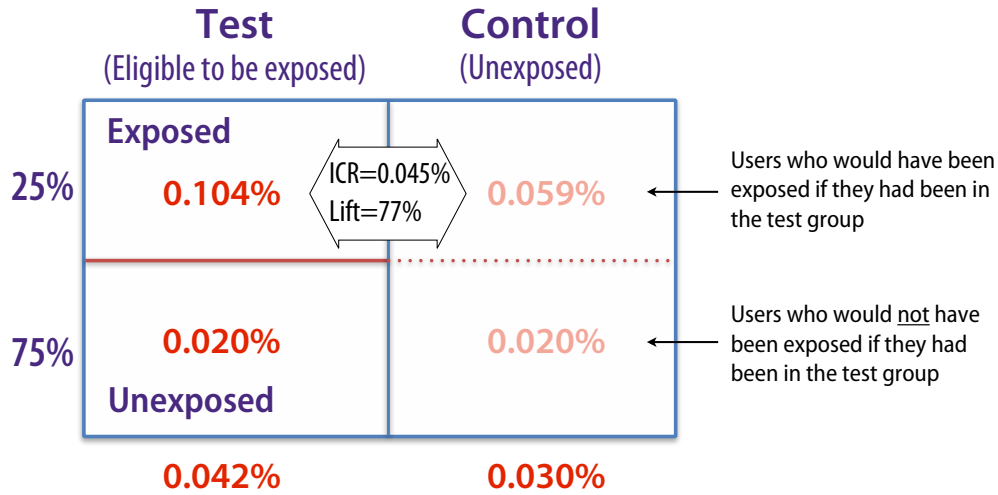 Test
(Eligible to be exposed)
Control
(Unexposed)
25%
Exposed
0.104%
ICR=0.045%
Lift=77%
0.059%
Users who would have been
exposed if they had been in
the test group
75%
0.020%
Unexposed
0.020%
Users who would not have
been exposed if they had
been in the test group
0.042%
0.030%